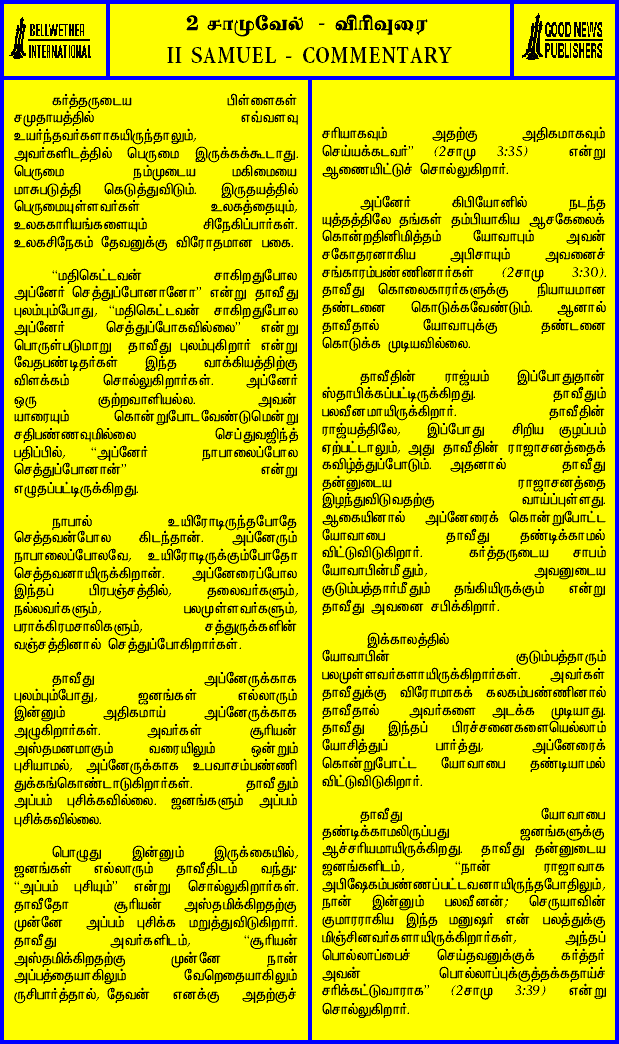 BELLWETHER
INTERNATIONAL
2 சாமுவேல் - விரிவுரை
II SAMUEL - COMMENTARY
GOOD NEWS
PUBLISHERS
கர்த்தருடைய பிள்ளைகள்
சமுதாயத்தில் எவ்வளவு
உயர்ந்தவர்களாகயிருந்தாலும்,
அவர்களிடத்தில் பெருமை இருக்கக்கூடாது.
பெருமை நம்முடைய மகிமையை
மாசுபடுத்தி கெடுத்துவிடும். இருதயத்தில்
பெருமையுள்ளவர்கள் உலகத்தையும்,
உலககாரியங்களையும் சிநேகிப்பார்கள்.
உலகசிநேகம் தேவனுக்கு விரோதமான பகை.
“மதிகெட்டவன் சாகிறதுபோல
அப்னேர் செத்துப்போனானோ” என்று தாவீது
புலம்பும்போது, “மதிகெட்டவன் சாகிறதுபோல
அப்னேர் செத்துப்போகவில்லை” என்று
பொருள்படுமாறு தாவீது புலம்புகிறார் என்று
வேதபண்டிதர்கள் இந்த வாக்கியத்திற்கு
விளக்கம் சொல்லுகிறார்கள். அப்னேர்
ஒரு குற்றவாளியல்ல. அவன்
யாரையும் கொன்றுபோடவேண்டுமென்று
சதிபண்ணவுமில்லை செப்துவஜிந்த்
பதிப்பில், “அப்னேர் நாபாலைப்போல
செத்துப்போனான்” என்று
எழுதப்பட்டிருக்கிறது.
நாபால் உயிரோடிருந்தபோதே
செத்தவன்போல கிடந்தான். அப்னேரும்
நாபாலைப்போலவே, உயிரோடிருக்கும்போதோ
செத்தவனாயிருக்கிறான். அப்னேரைப்போல
இந்தப் பிரபஞ்சத்தில், தலைவர்களும்,
நல்லவர்களும், பலமுள்ளவர்களும்,
பராக்கிரமசாலிகளும், சத்துருக்களின்
வஞ்சத்தினால் செத்துப்போகிறார்கள்.
தாவீது அப்னேருக்காக
புலம்பும்போது, ஜனங்கள் எல்லாரும்
இன்னும் அதிகமாய் அப்னேருக்காக
அழுகிறார்கள். அவர்கள் சூரியன்
அஸ்தமனமாகும் வரையிலும் ஒன்றும்
புசியாமல், அப்னேருக்காக உபவாசம்பண்ணி
துக்கங்கொண்டாடுகிறார்கள். தாவீதும்
அப்பம் புசிக்கவில்லை. ஜனங்களும் அப்பம்
புசிக்கவில்லை.
பொழுது இன்னும் இருக்கையில்,
ஜனங்கள் எல்லாரும் தாவீதிடம் வந்து:
“அப்பம் புசியும்” என்று சொல்லுகிறார்கள்.
தாவீதோ சூரியன் அஸ்தமிக்கிறதற்கு
முன்னே அப்பம் புசிக்க மறுத்துவிடுகிறார்.
தாவீது அவர்களிடம், “சூரியன்
அஸ்தமிக்கிறதற்கு முன்னே நான்
அப்பத்தையாகிலும் வேறெதையாகிலும்
ருசிபார்த்தால், தேவன் எனக்கு அதற்குச்
சரியாகவும் அதற்கு அதிகமாகவும்
செய்யக்கடவர்” (2சாமு 3:35) என்று
ஆணையிட்டுச் சொல்லுகிறார்.
அப்னேர் கிபியோனில் நடந்த
யுத்தத்திலே தங்கள் தம்பியாகிய ஆசகேலைக்
கொன்றதினிமித்தம் யோவாபும் அவன்
சகோதரனாகிய அபிசாயும் அவனைச்
சங்காரம்பண்ணினார்கள் (2சாமு 3:30).
தாவீது கொலைகாரர்களுக்கு நியாயமான
தண்டனை கொடுக்கவேண்டும். ஆனால்
தாவீதால் யோவாபுக்கு தண்டனை
கொடுக்க முடியவில்லை.
தாவீதின் ராஜ்யம் இப்போதுதான்
ஸ்தாபிக்கப்பட்டிருக்கிறது. தாவீதும்
பலவீனமாயிருக்கிறார். தாவீதின்
ராஜ்யத்திலே, இப்போது சிறிய குழப்பம்
ஏற்பட்டாலும், அது தாவீதின் ராஜாசனத்தைக்
கவிழ்த்துப்போடும். அதனால் தாவீது
தன்னுடைய ராஜாசனத்தை
இழந்துவிடுவதற்கு வாய்ப்புள்ளது.
ஆகையினால் அப்னேரைக் கொன்றுபோட்ட
யோவாபை தாவீது தண்டிக்காமல்
விட்டுவிடுகிறார். கர்த்தருடைய சாபம்
யோவாபின்மீதும், அவனுடைய
குடும்பத்தார்மீதும் தங்கியிருக்கும் என்று
தாவீது அவனை சபிக்கிறார்.
இக்காலத்தில்
யோவாபின் குடும்பத்தாரும்
பலமுள்ளவர்களாயிருக்கிறார்கள். அவர்கள்
தாவீதுக்கு விரோமாகக் கலகம்பண்ணினால்
தாவீதால் அவர்களை அடக்க முடியாது.
தாவீது இந்தப் பிரச்சனைகளையெல்லாம்
யோசித்துப் பார்த்து, அப்னேரைக்
கொன்றுபோட்ட யோவாபை தண்டியாமல்
விட்டுவிடுகிறார்.
தாவீது யோவாபை
தண்டிக்காமலிருப்பது ஜனங்களுக்கு
ஆச்சரியமாயிருக்கிறது. தாவீது தன்னுடைய
ஜனங்களிடம், “நான் ராஜாவாக
அபிஷேகம்பண்ணப்பட்டவனாயிருந்தபோதிலும்,
நான் இன்னும் பலவீனன்; செருயாவின்
குமாரராகிய இந்த மனுஷர் என் பலத்துக்கு
மிஞ்சினவர்களாயிருக்கிறார்கள், அந்தப்
பொல்லாப்பைச் செய்தவனுக்குக் கர்த்தர்
அவன் பொல்லாப்புக்குத்தக்கதாய்ச்
சரிக்கட்டுவாராக” (2சாமு 3:39) என்று
சொல்லுகிறார்.